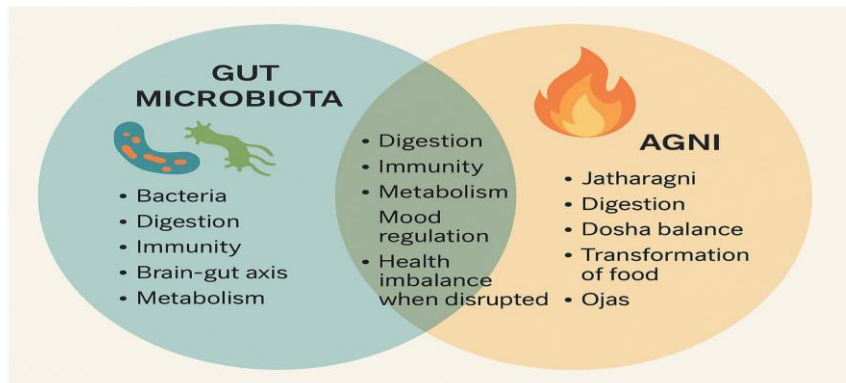 GUT
MICROBIOTA
• Bacteria
• Digestion
• Immunity
• Brain-gut axis
• Metabolism
• Digestion
• Immunity
• Metabolism
Mood
regulation
• Health
imbalance
when disrupted
AGNI
• Jatharagni
• Digestion
• Dosha balance
• Transformation
of food
• Ojas